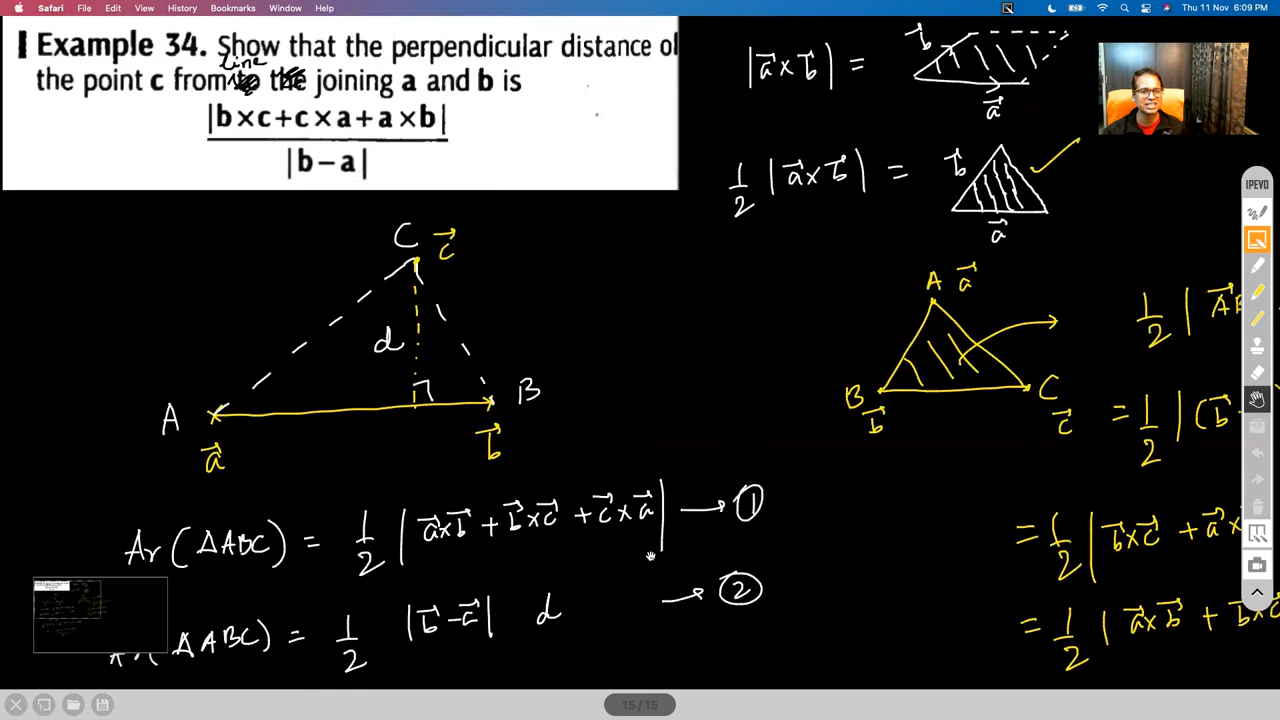 Safari File Edit View History Bookmarks Window Help Thu 11 Nov 6:09 PM
Example 34. Show that the perpendicular distance of
the point c from line joining a and b is
|b×c+c×a+a×b|
|b−a|
|a⃗×b⃗| =
b⃗
a⃗
1/2 |a⃗×b⃗| =
b⃗
a⃗
IPEVO
C c⃗
d
A
a⃗
B
b⃗
A a⃗
B
b⃗
C
c⃗
1/2 |
= 1/2 | (b⃗
= 1/2 | b⃗×c⃗ + a⃗×
= 1/2 | a⃗×b⃗ + b⃗×
Ar(ΔABC) = 1/2 |a⃗×b⃗ + b⃗×c⃗ + c⃗×a⃗| → ①
ΔABC) = 1/2 |b⃗−a⃗| d → ②
15 / 15